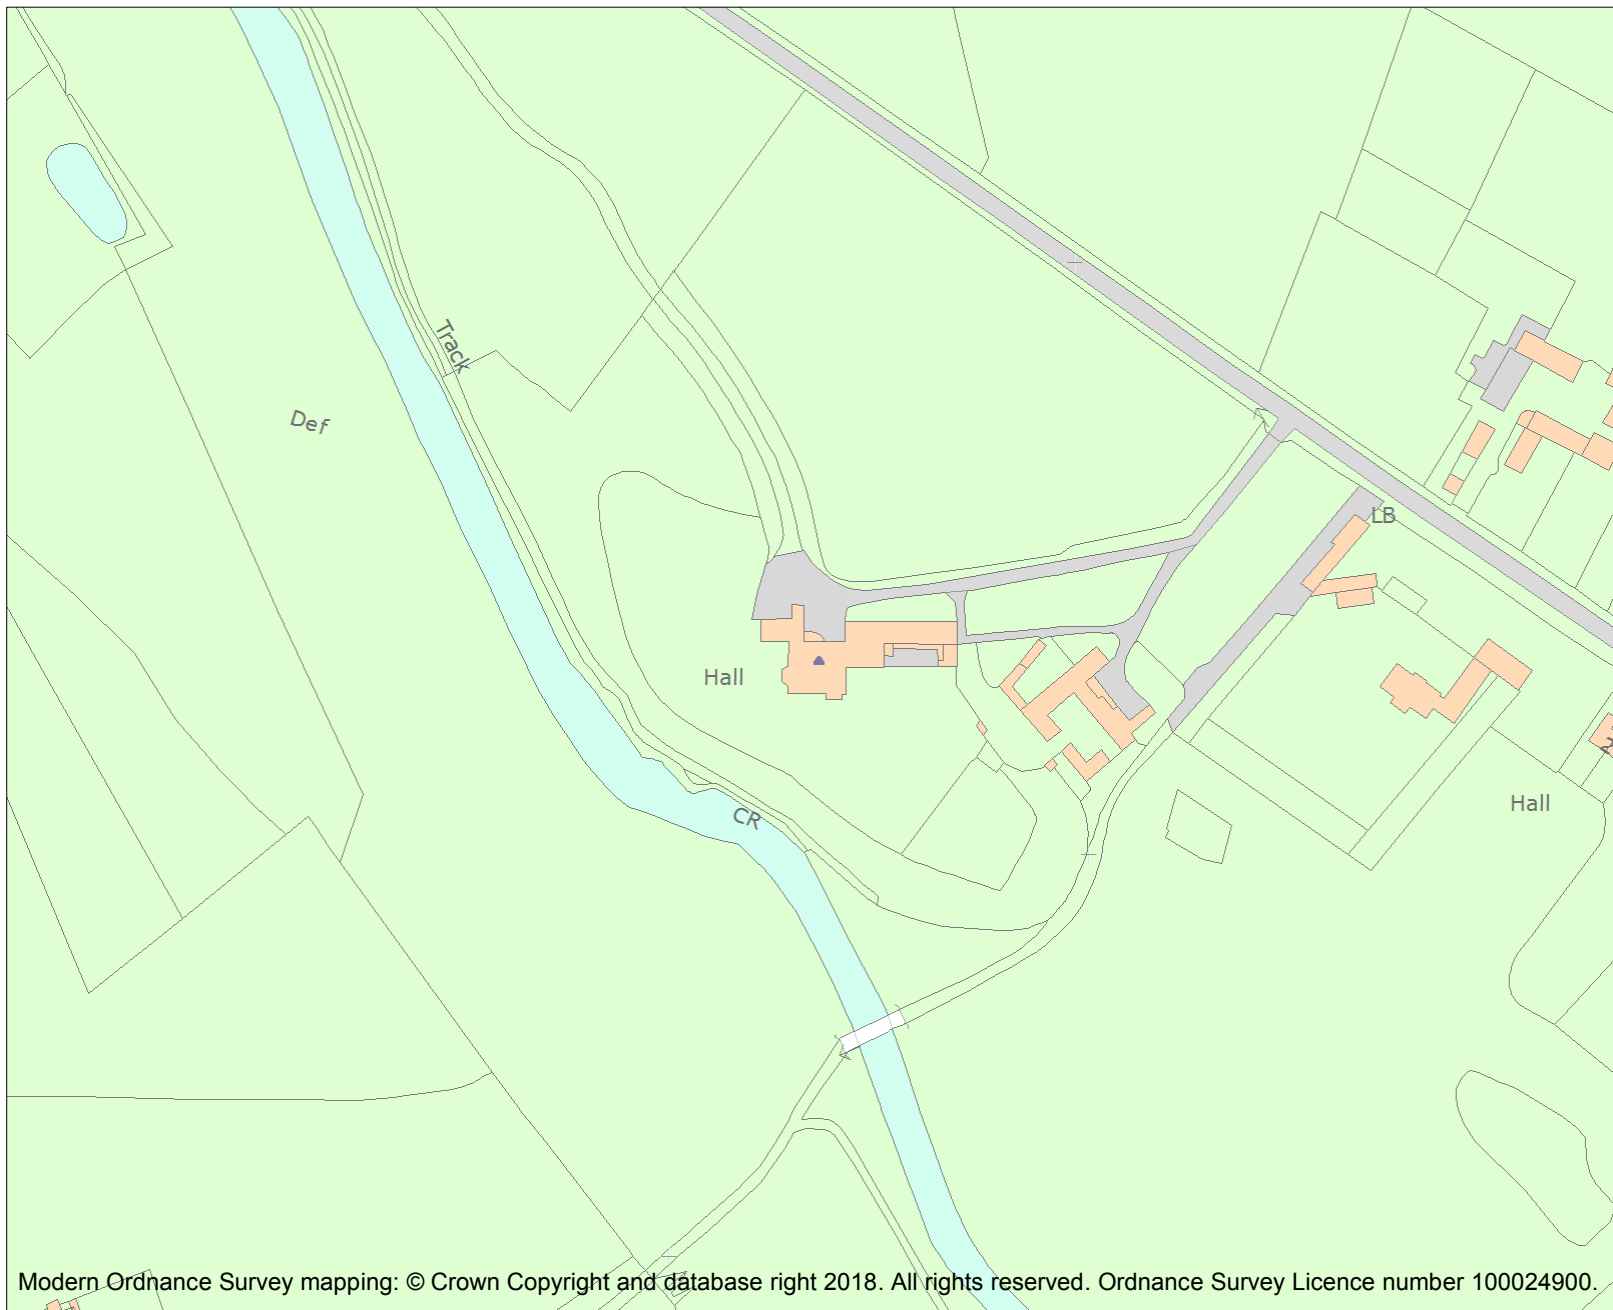 Track
Def
LB
Hall
2
Hall
CR
Modern Ordnance Survey mapping: © Crown Copyright and database right 2018. All rights reserved. Ordnance Survey Licence number 100024900.